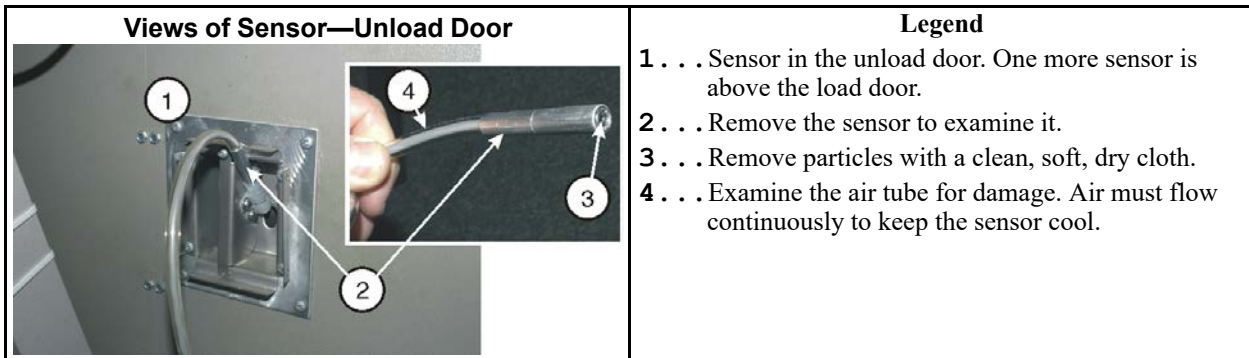 Views of Sensor—Unload Door
1
4
3
2
Legend
1 . . . Sensor in the unload door. One more sensor is
above the load door.
2 . . . Remove the sensor to examine it.
3 . . . Remove particles with a clean, soft, dry cloth.
4 . . . Examine the air tube for damage. Air must flow
continuously to keep the sensor cool.